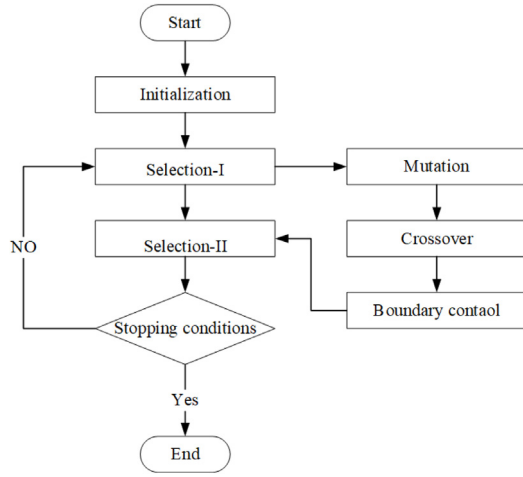 Start
Initialization
Selection-I
Mutation
NO
Selection-II
Crossover
Stopping conditions
Boundary contaol
Yes
End